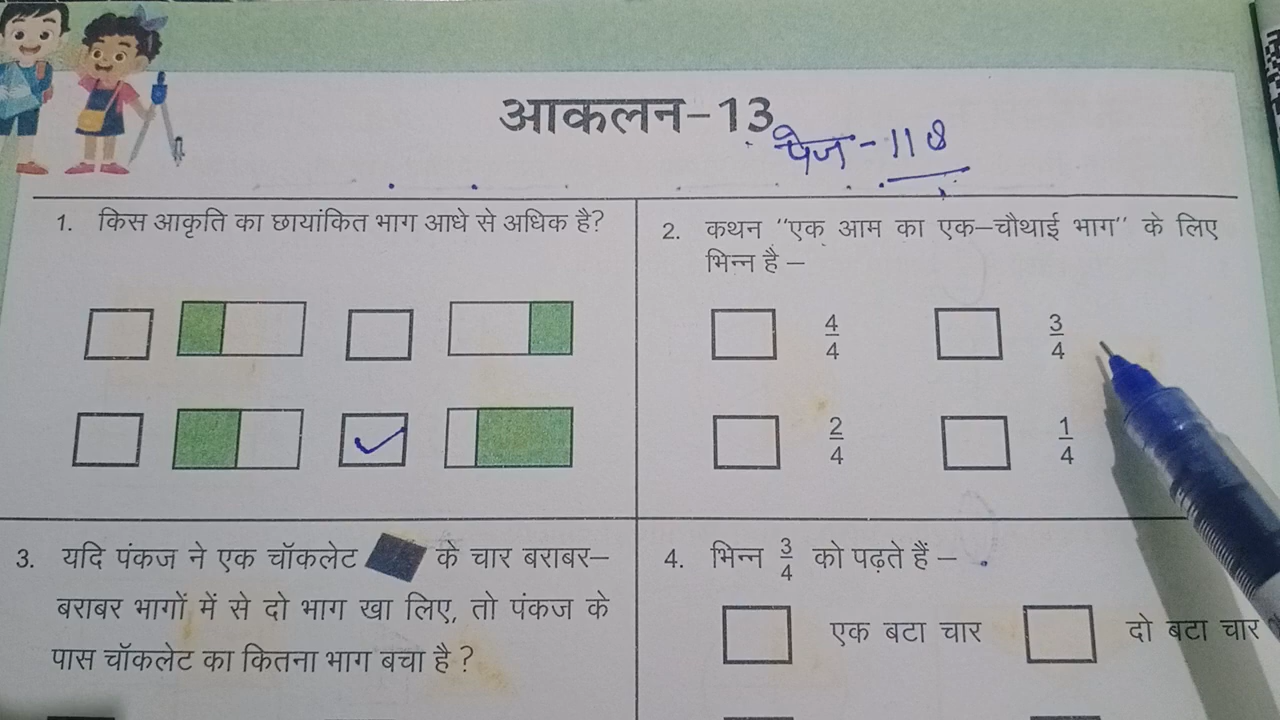 आकलन-13
पेज-118
1. किस आकृति का छायांकित भाग आधे से अधिक है?
2. कथन "एक आम का एक–चौथाई भाग" के लिए
भिन्न है –
4/4
3/4
2/4
1/4
3. यदि पंकज ने एक चॉकलेट के चार बराबर–
बराबर भागों में से दो भाग खा लिए, तो पंकज के
पास चॉकलेट का कितना भाग बचा है ?
4. भिन्न 3/4 को पढ़ते हैं –
एक बटा चार
दो बटा चार